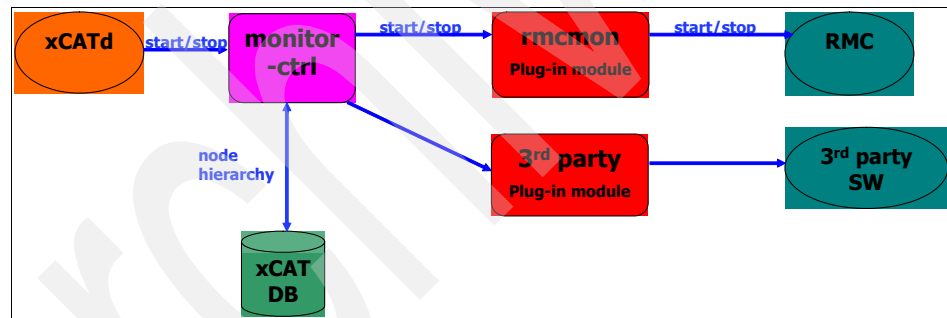 xCATd
start/stop
monitor
-ctrl
start/stop
rmcmon
Plug-in module
start/stop
RMC
node
hierarchy
3rd party
Plug-in module
3rd party
SW
xCAT
DB